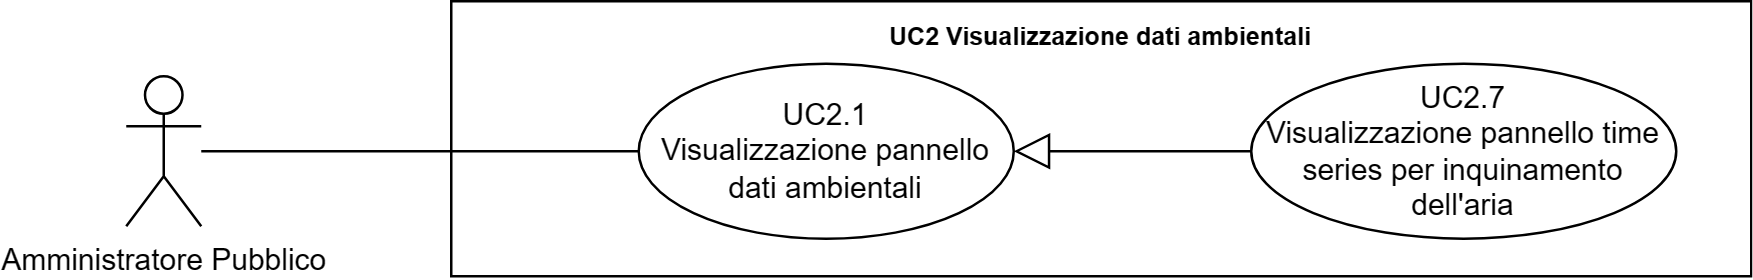 UC2 Visualizzazione dati ambientali
UC2.1
Visualizzazione pannello
dati ambientali
UC2.7
Visualizzazione pannello time
series per inquinamento
dell'aria
Amministratore Pubblico